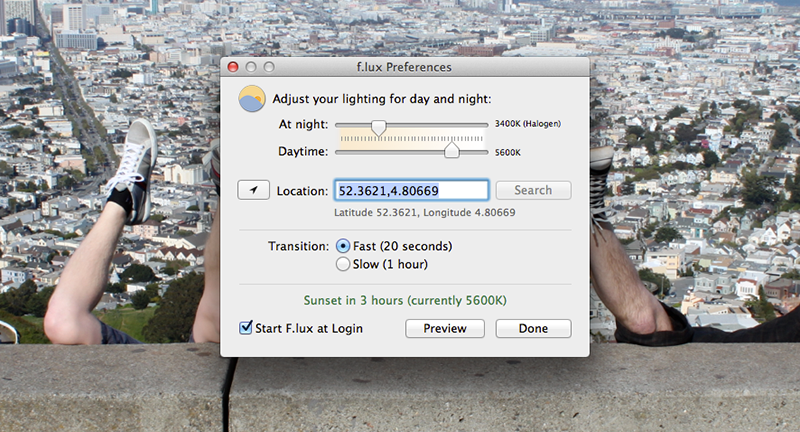 f.lux Preferences
Adjust your lighting for day and night:
At night: 3400K (Halogen)
Daytime: 5600K
Location: 52.3621,4.80669 Search
Latitude 52.3621, Longitude 4.80669
Transition: Fast (20 seconds)
Slow (1 hour)
Sunset in 3 hours (currently 5600K)
Start F.lux at Login Preview Done